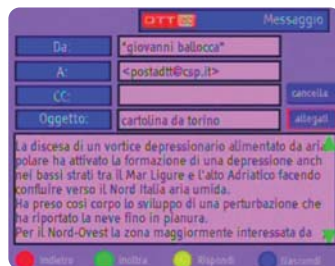 DTT Messaggio
Da: "giovanni ballocca"
A: <postadtt@csp.it>
CC: cancella
Oggetto: cartolina da torino allegati
La discesa di un vortice depressionario alimentato da aria
polare ha attivato la formazione di una depressione anch
nei bassi strati tra il Mar Ligure e l'alto Adriatico facendo
confluire verso il Nord Italia aria umida.
Ha preso cosi corpo lo sviluppo di una perturbazione che
ha riportato la neve fino in pianura.
Per il Nord-Ovest la zona maggiormente interessata da
Indietro Inoltra Rispondi Nascondi